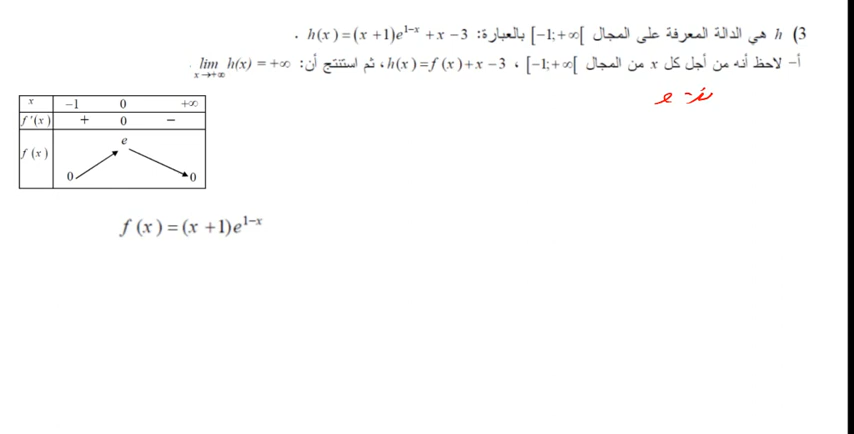 3) h هي الدالة المعرفة على المجال [-1;+∞[ بالعبارة: h(x)=(x+1)e^{1-x}+x-3 .
أ- لاحظ أنه من أجل كل x من المجال [-1;+∞[ ، h(x)=f(x)+x-3 ، ثم استنتج أن: lim_{x→+∞} h(x)=+∞ .
x -1 0 +∞
f'(x) + 0 -
f(x) 0 e 0
f(x)=(x+1)e^{1-x}